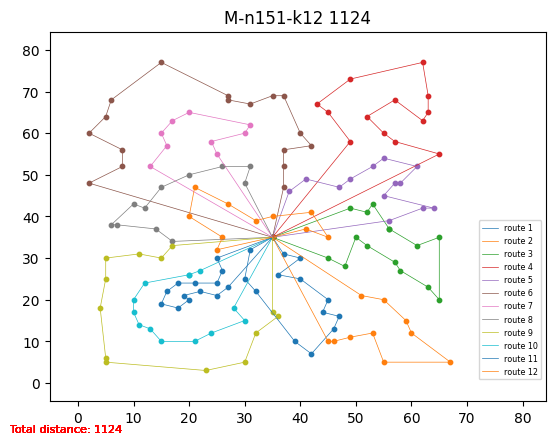 M-n151-k12 1124
80
70
60
50
40
30
20
10
0
route 1
route 2
route 3
route 4
route 5
route 6
route 7
route 8
route 9
route 10
route 11
route 12
0 10 20 30 40 50 60 70 80
Total distance: 1124